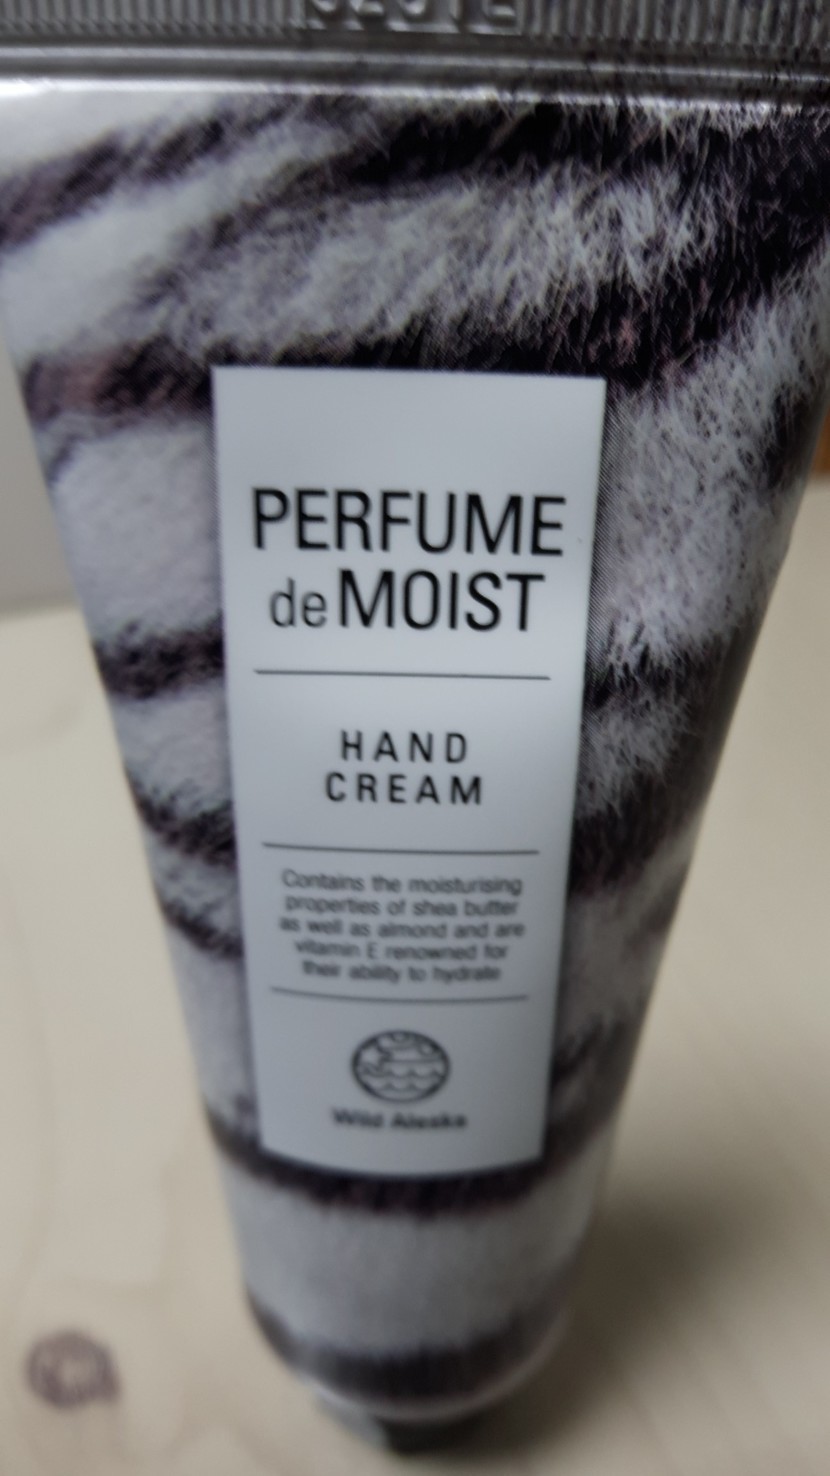 PERFUME
de MOIST
HAND
CREAM
Contains the moisturising
properties of shea butter
as well as almond and are
vitamin E renowned for
their ability to hydrate
Wild Alaska